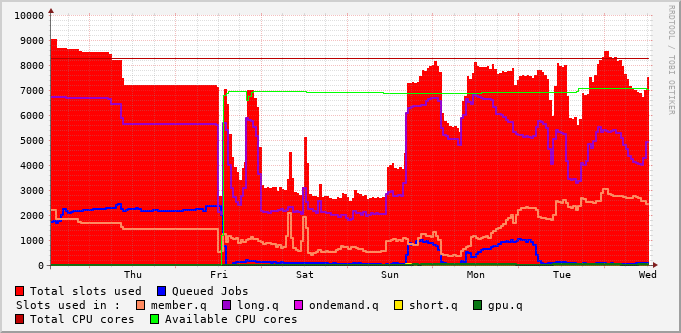 10000
9000
8000
7000
6000
5000
4000
3000
2000
1000
0
Thu Fri Sat Sun Mon Tue Wed
RRDTOOL / TOBI OETIKER
Total slots used Queued Jobs
Slots used in : member.q long.q ondemand.q short.q gpu.q
Total CPU cores Available CPU cores